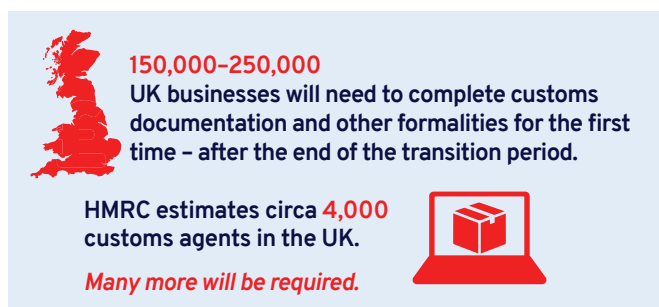 150,000–250,000
UK businesses will need to complete customs
documentation and other formalities for the first
time – after the end of the transition period.
HMRC estimates circa 4,000
customs agents in the UK.
Many more will be required.